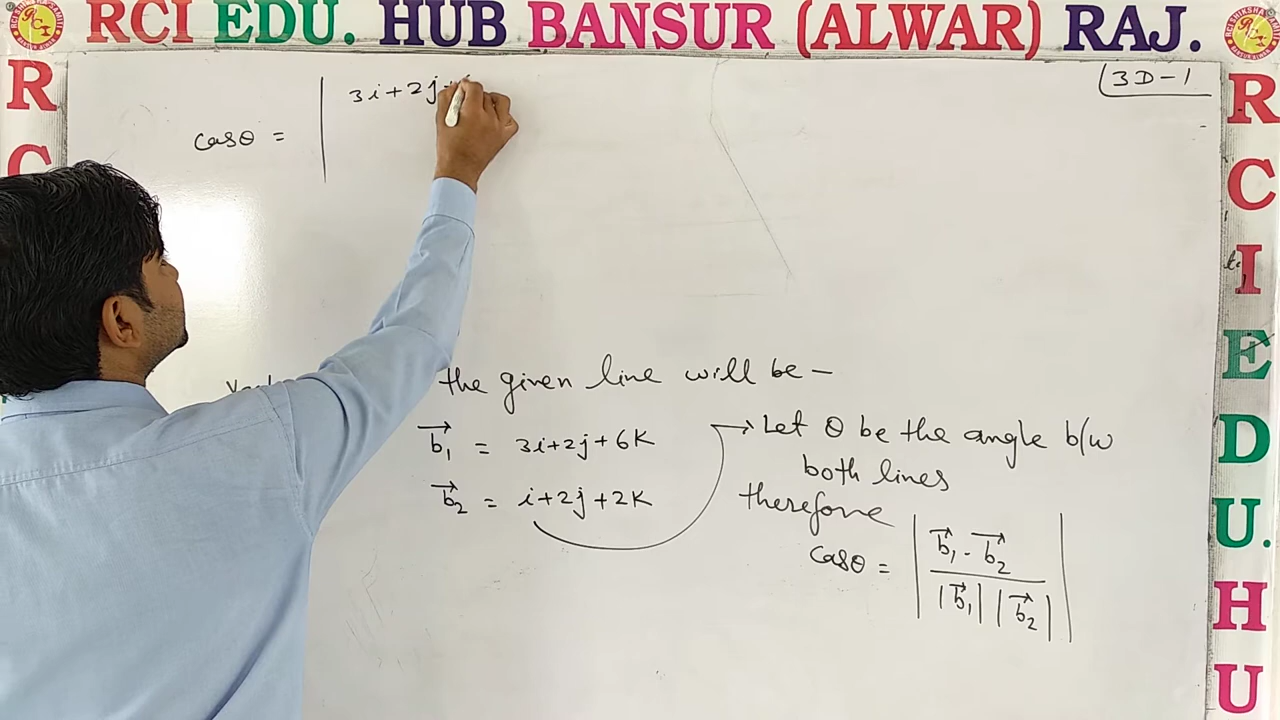 RCI EDU. HUB BANSUR (ALWAR) RAJ.
3D-1
cosθ = | 3i+2j+
the given line will be —
b₁⃗ = 3i+2j+6K
b₂⃗ = i+2j+2K
→ Let θ be the angle b/w
both lines
therefore
cosθ = | b₁⃗ . b₂⃗ / |b₁⃗| |b₂⃗| |
R
C
R
C
I
E
D
U.
H
U